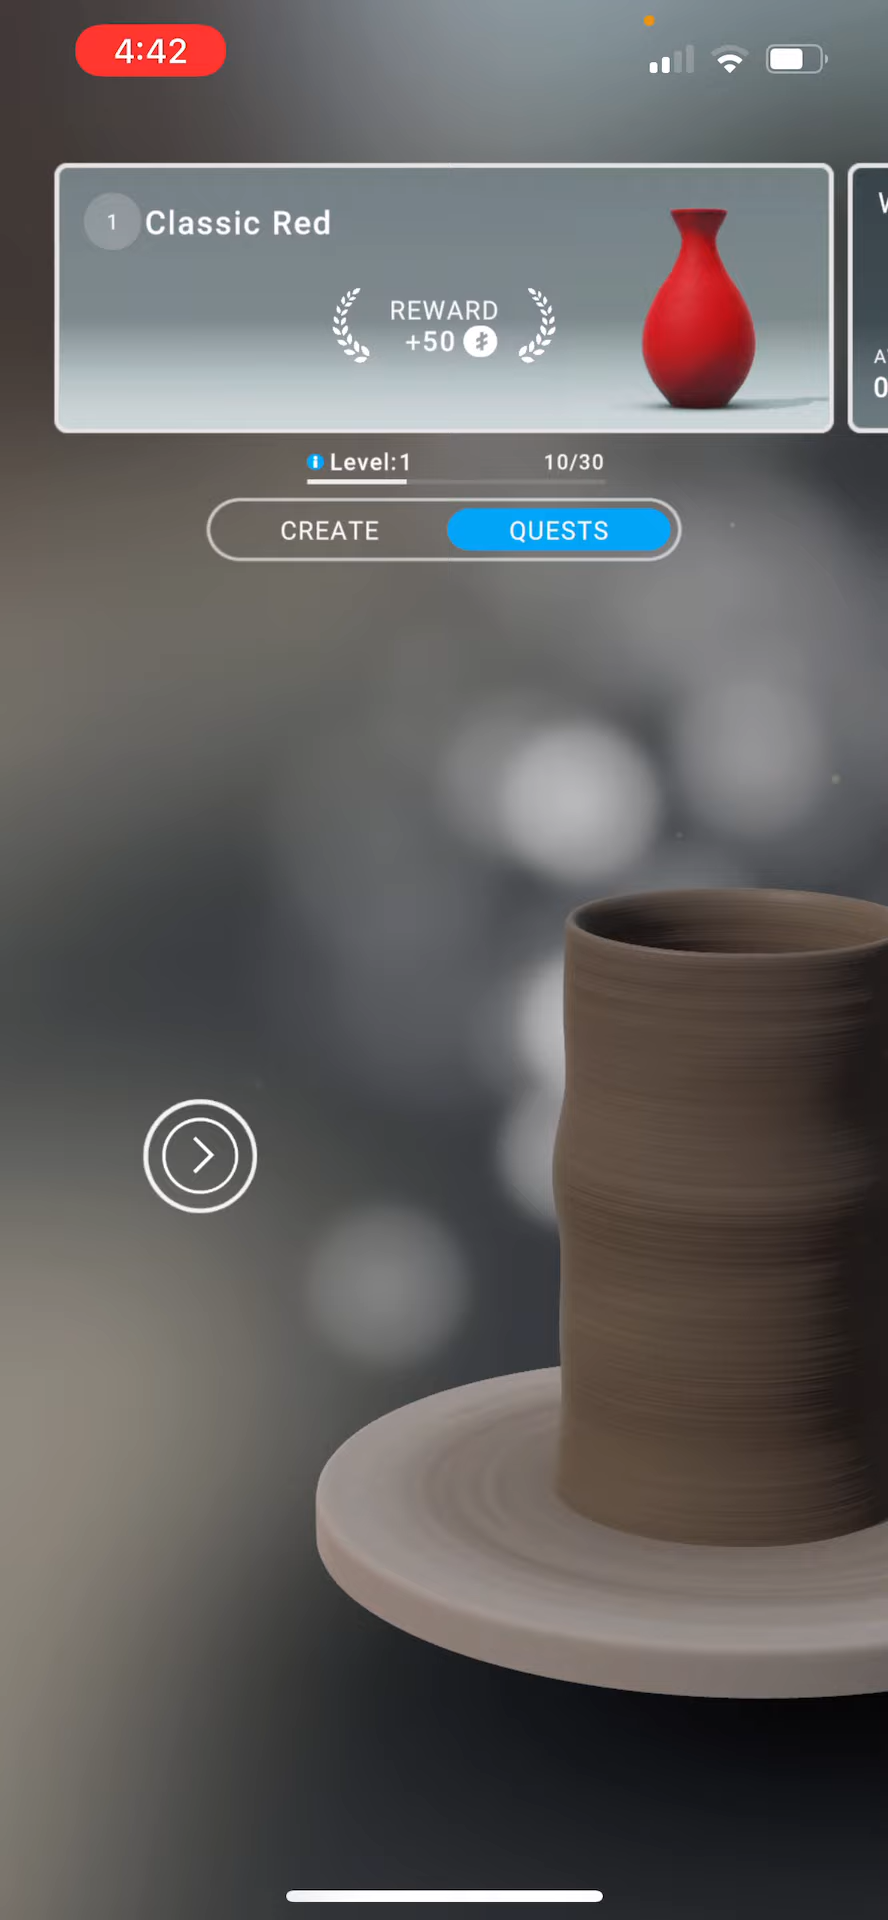 4:42
1 Classic Red
REWARD
+50
Level:1 10/30
CREATE QUESTS